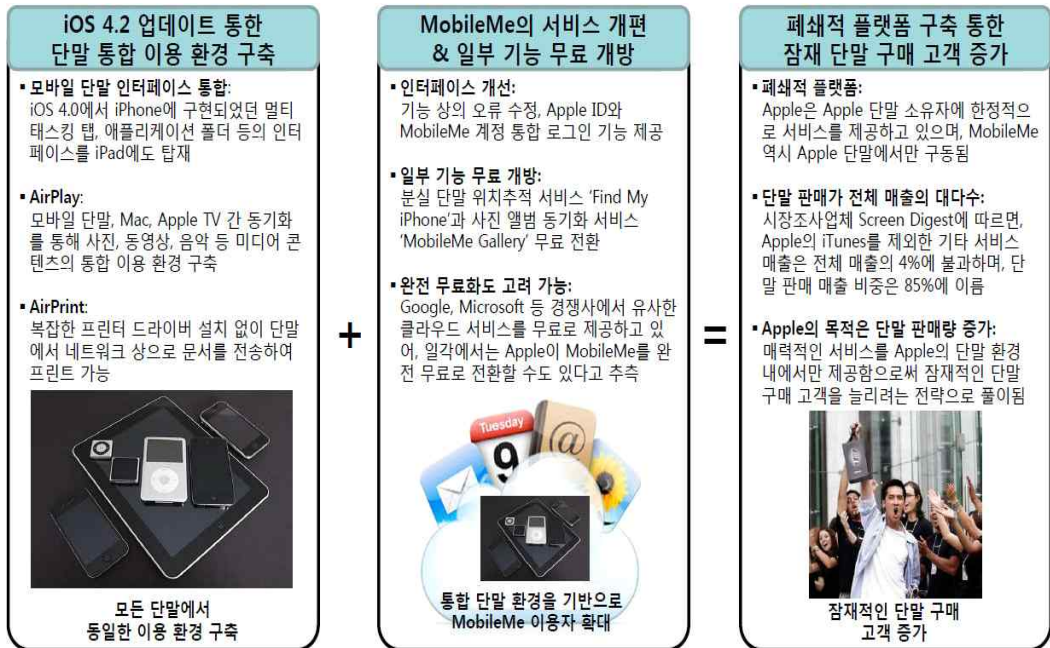 iOS 4.2 업데이트 통한
단말 통합 이용 환경 구축
▪ 모바일 단말 인터페이스 통합:
iOS 4.0에서 iPhone에 구현되었던 멀티
태스킹 탭, 애플리케이션 폴더 등의 인터
페이스를 iPad에도 탑재
▪ AirPlay:
모바일 단말, Mac, Apple TV 간 동기화
를 통해 사진, 동영상, 음악 등 미디어 콘
텐츠의 통합 이용 환경 구축
▪ AirPrint:
복잡한 프린터 드라이버 설치 없이 단말
에서 네트워크 상으로 문서를 전송하여
프린트 가능
모든 단말에서
동일한 이용 환경 구축
+
MobileMe의 서비스 개편
& 일부 기능 무료 개방
▪ 인터페이스 개선:
기능 상의 오류 수정, Apple ID와
MobileMe 계정 통합 로그인 기능 제공
▪ 일부 기능 무료 개방:
분실 단말 위치추적 서비스 ‘Find My
iPhone’과 사진 앨범 동기화 서비스
‘MobileMe Gallery’ 무료 전환
▪ 완전 무료화도 고려 가능:
Google, Microsoft 등 경쟁사에서 유사한
클라우드 서비스를 무료로 제공하고 있
어, 일각에서는 Apple이 MobileMe를 완
전 무료로 전환할 수도 있다고 추측
Tuesday
9
@
통합 단말 환경을 기반으로
MobileMe 이용자 확대
=
폐쇄적 플랫폼 구축 통한
잠재 단말 구매 고객 증가
▪ 폐쇄적 플랫폼:
Apple은 Apple 단말 소유자에 한정적으
로 서비스를 제공하고 있으며, MobileMe
역시 Apple 단말에서만 구동됨
▪ 단말 판매가 전체 매출의 대다수:
시장조사업체 Screen Digest에 따르면,
Apple의 iTunes를 제외한 기타 서비스
매출은 전체 매출의 4%에 불과하며, 단
말 판매 매출 비중은 85%에 이름
▪ Apple의 목적은 단말 판매량 증가:
매력적인 서비스를 Apple의 단말 환경
내에서만 제공함으로써 잠재적인 단말
구매 고객을 늘리려는 전략으로 풀이됨
잠재적인 단말 구매
고객 증가